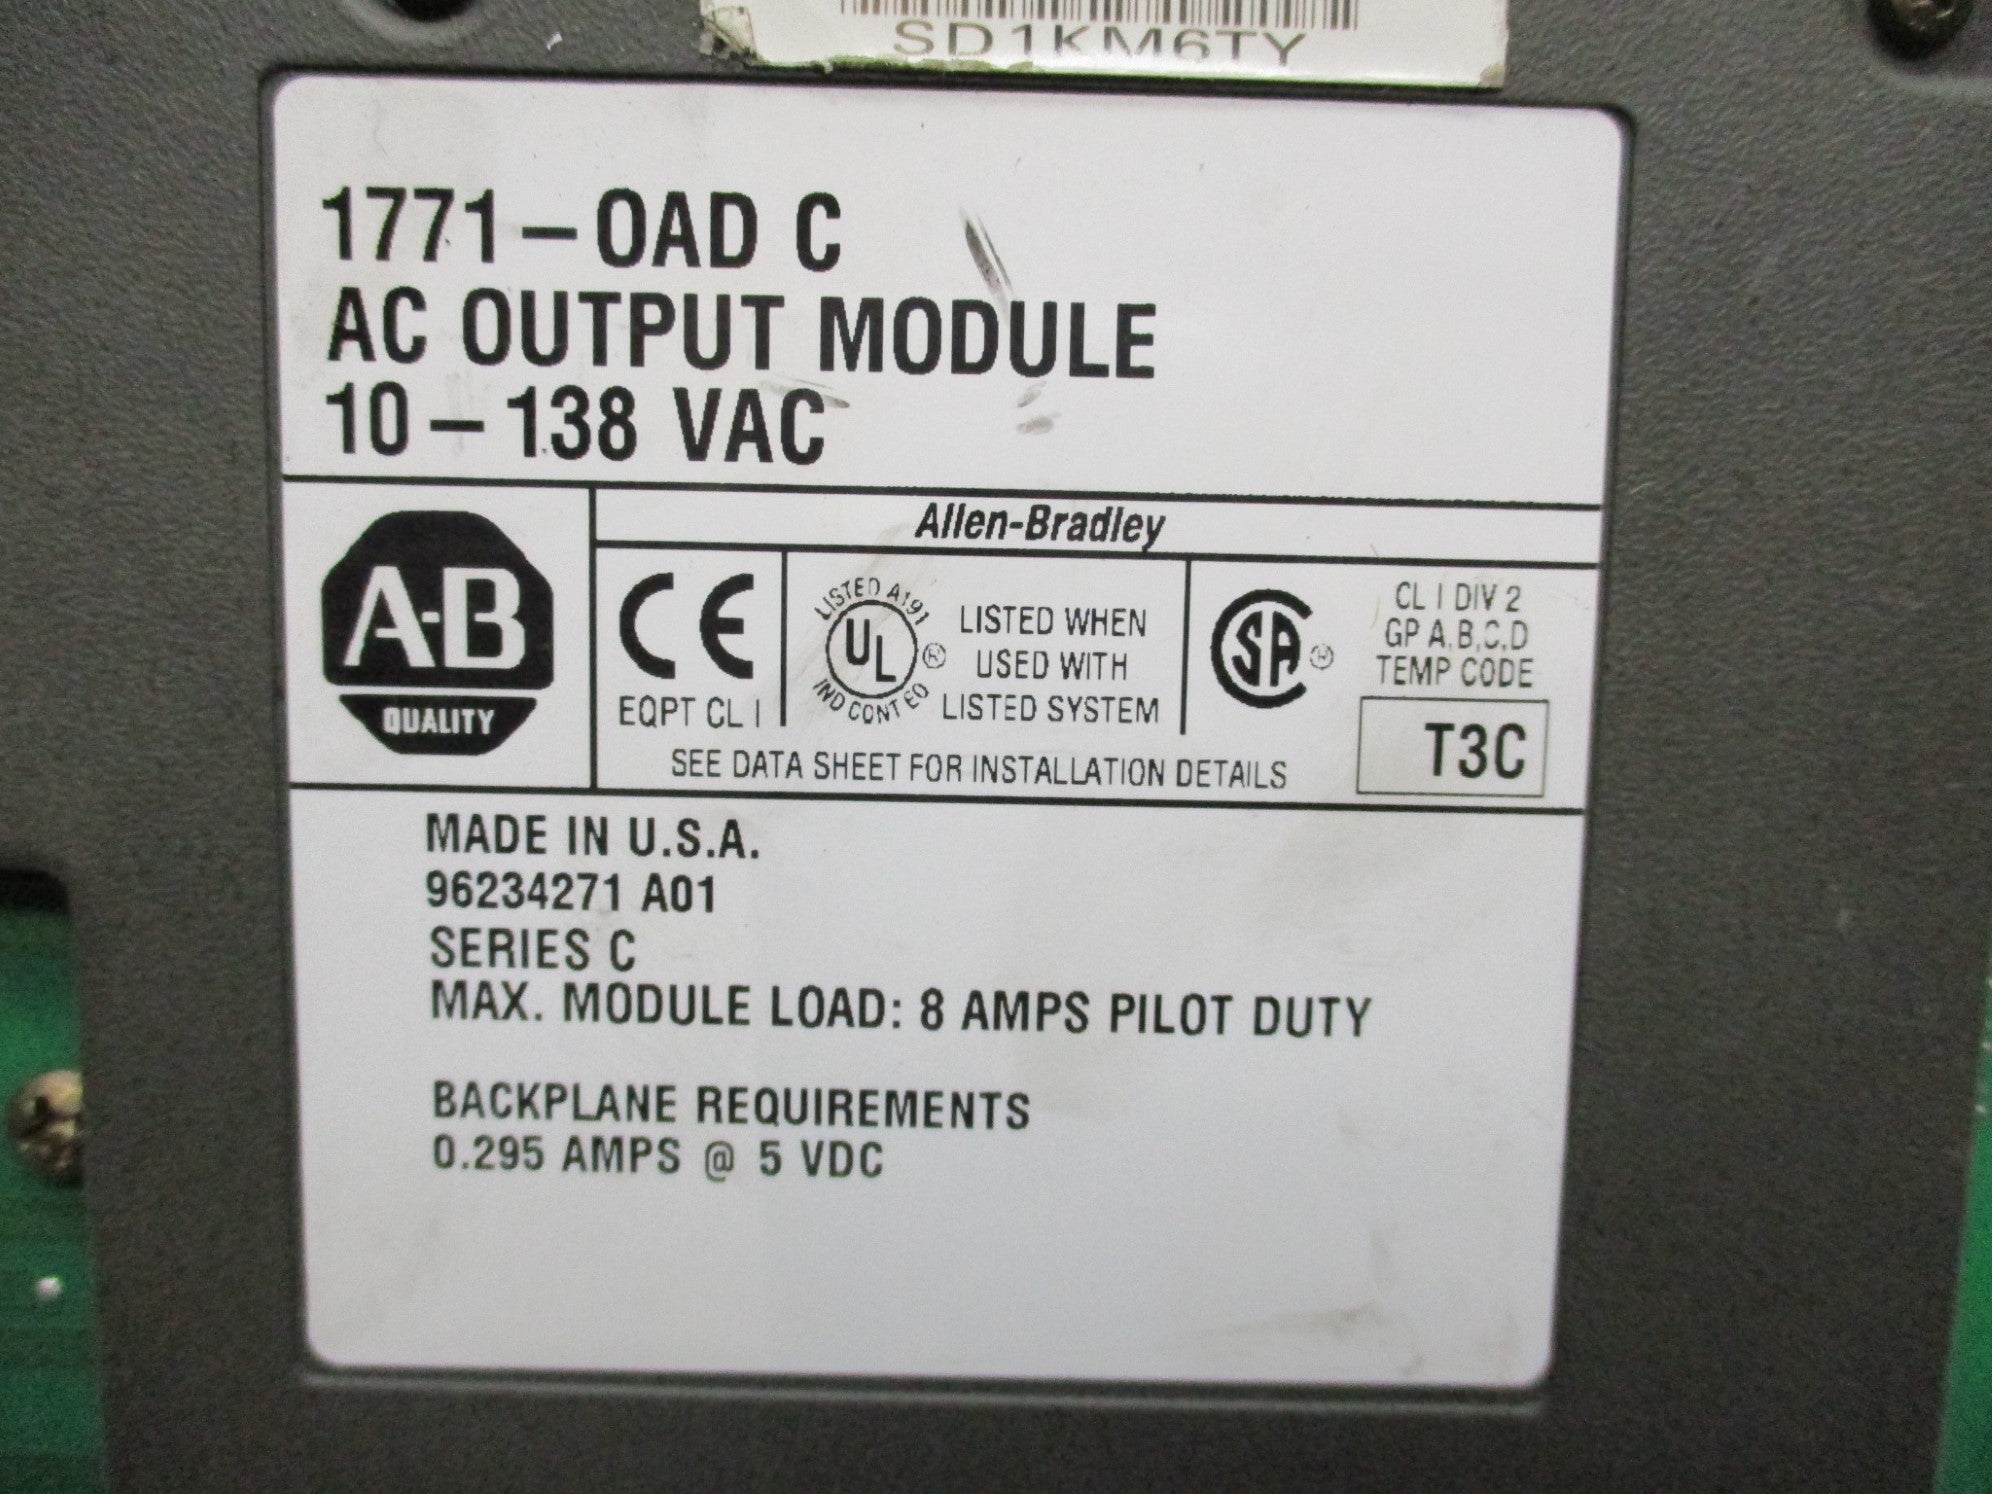 SD1KM6TY
1771-OAD C
AC OUTPUT MODULE
10-138 VAC
A-B
QUALITY
Allen-Bradley
CE
EQPT CL I
LISTED A191
UL ®
IND CONT EQ
LISTED WHEN
USED WITH
LISTED SYSTEM
SA ®
CL I DIV 2
GP A,B,C,D
TEMP CODE
T3C
SEE DATA SHEET FOR INSTALLATION DETAILS
MADE IN U.S.A.
96234271 A01
SERIES C
MAX. MODULE LOAD: 8 AMPS PILOT DUTY
BACKPLANE REQUIREMENTS
0.295 AMPS @ 5 VDC